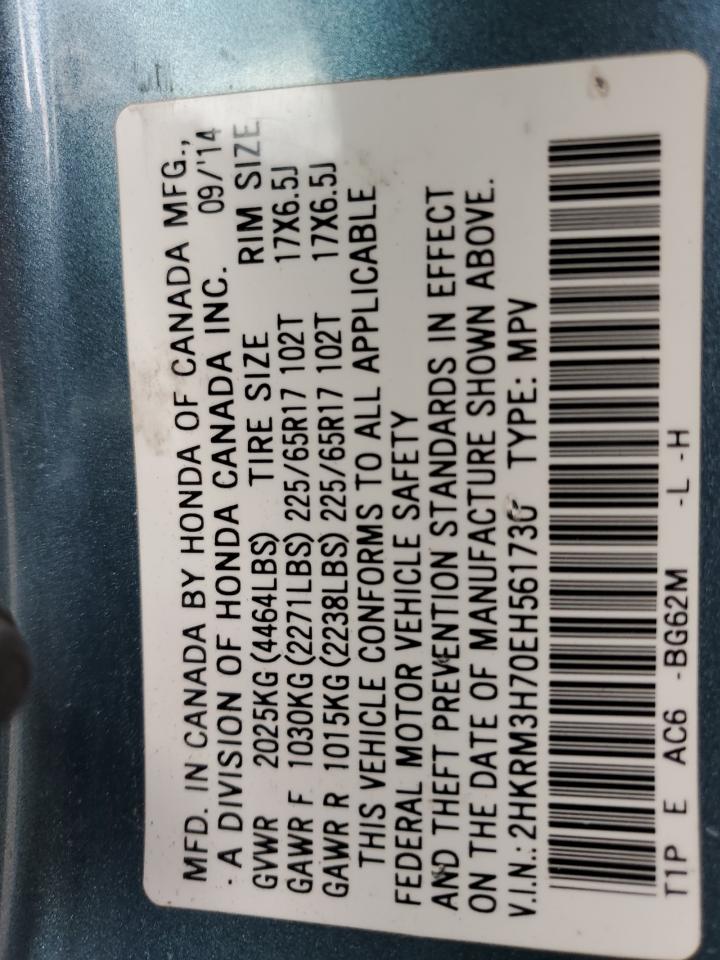 MFD. IN CANADA BY HONDA OF CANADA MFG.,
A DIVISION OF HONDA CANADA INC. 09/'14
GVWR 2025KG (4464LBS) TIRE SIZE RIM SIZE
GAWR F 1030KG (2271LBS) 225/65R17 102T 17X6.5J
GAWR R 1015KG (2238LBS) 225/65R17 102T 17X6.5J
THIS VEHICLE CONFORMS TO ALL APPLICABLE
FEDERAL MOTOR VEHICLE SAFETY
AND THEFT PREVENTION STANDARDS IN EFFECT
ON THE DATE OF MANUFACTURE SHOWN ABOVE.
V.I.N.: 2HKRM3H70EH561730 TYPE: MPV
T1P E AC6 -BG62M -L -H